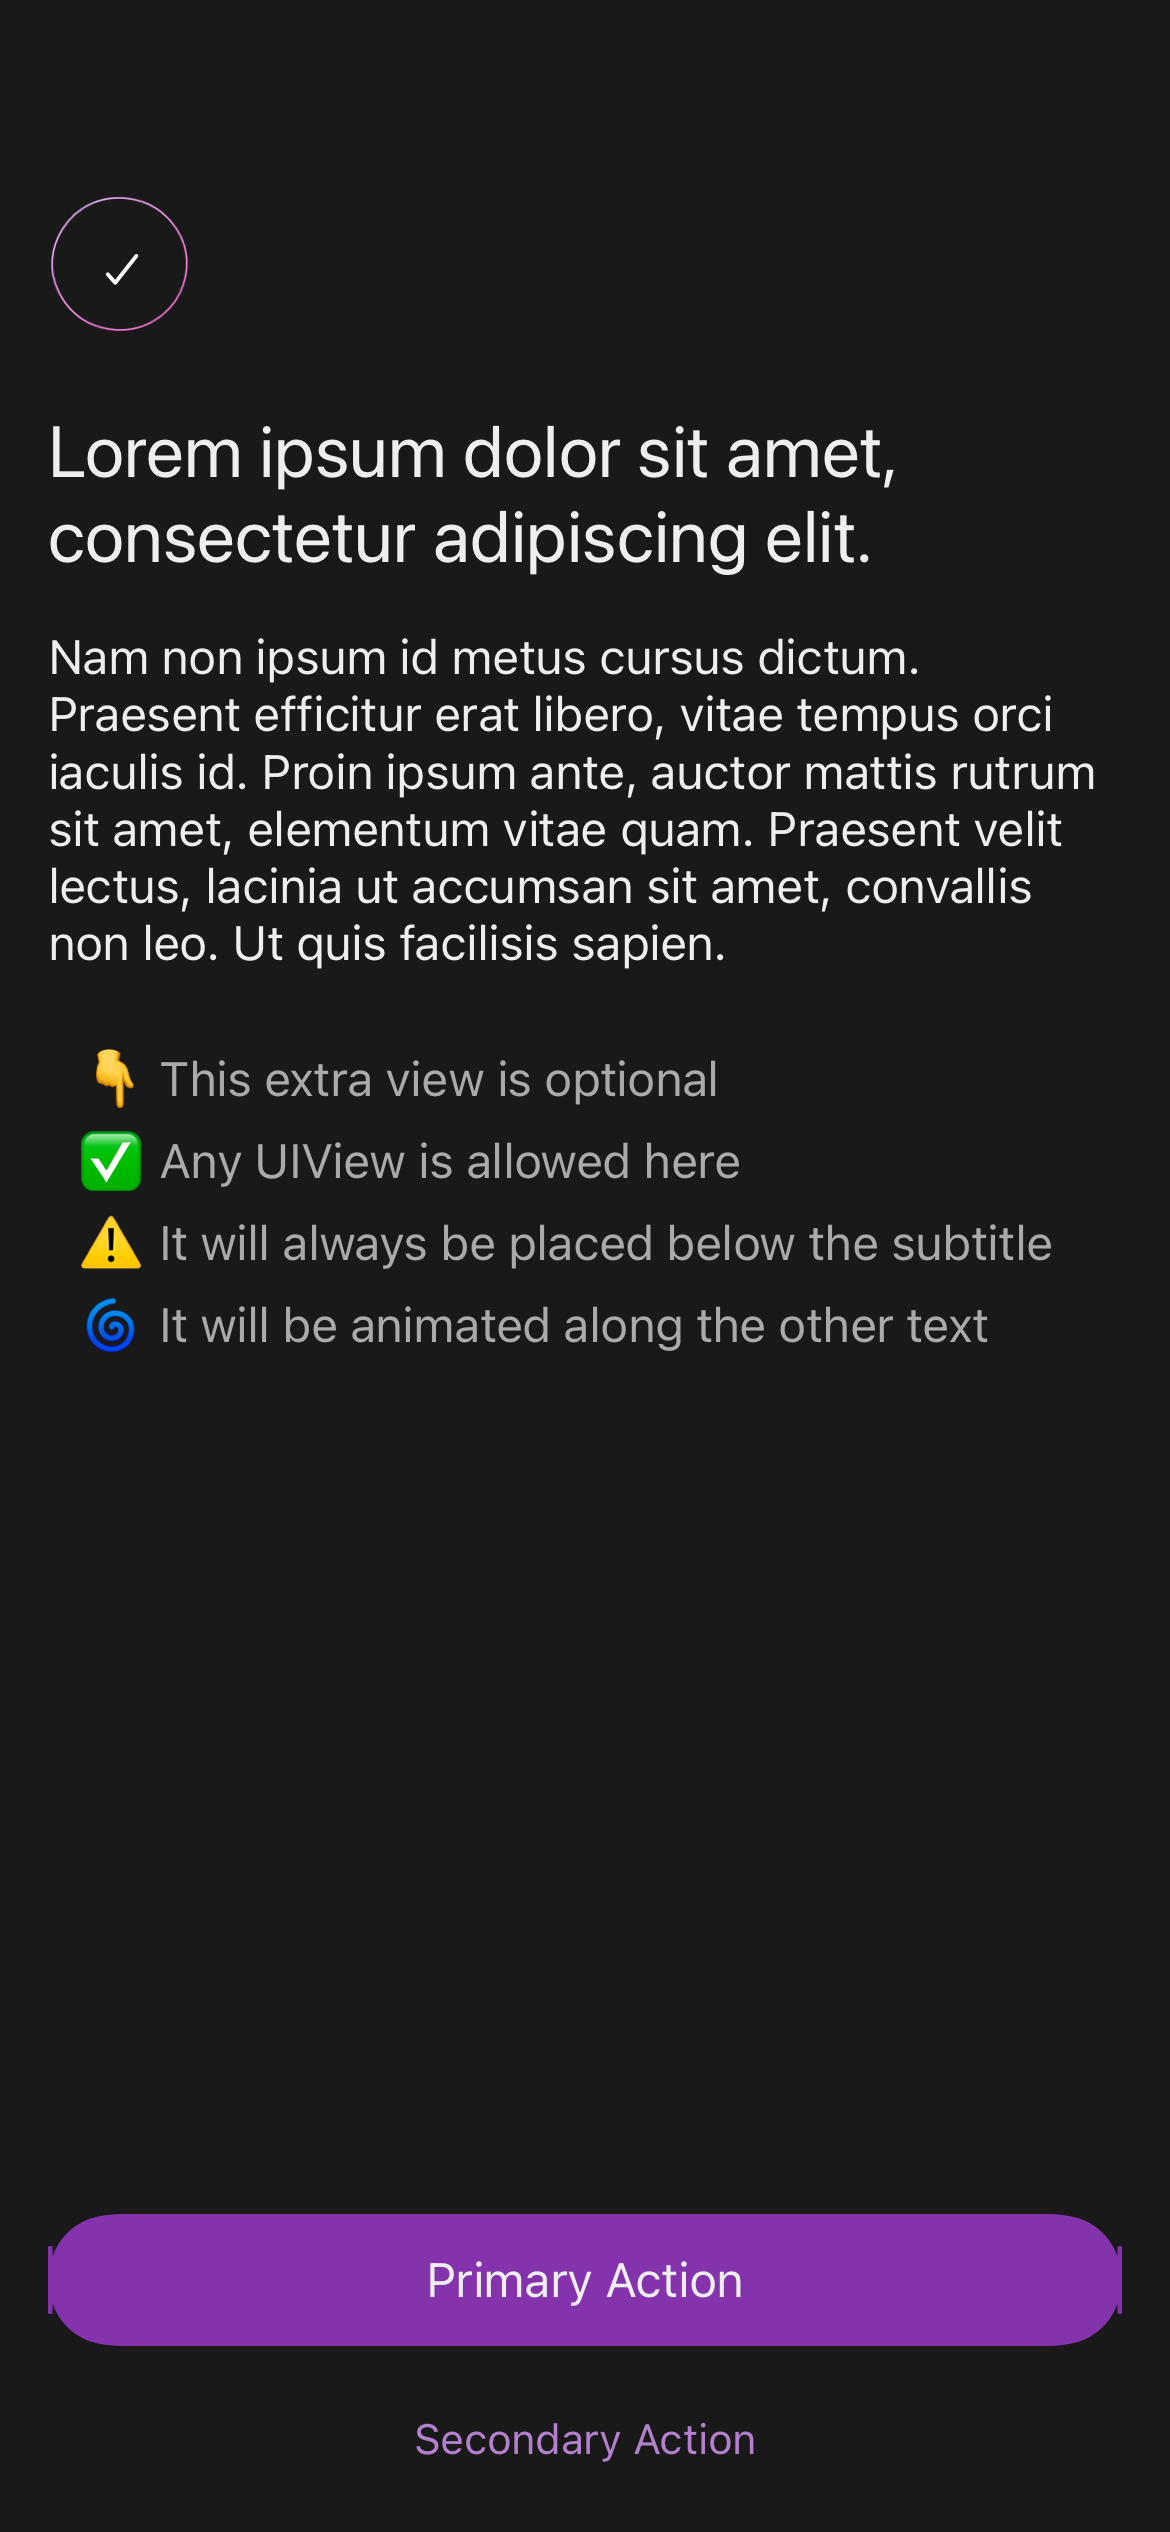 Lorem ipsum dolor sit amet,
consectetur adipiscing elit.
Nam non ipsum id metus cursus dictum.
Praesent efficitur erat libero, vitae tempus orci
iaculis id. Proin ipsum ante, auctor mattis rutrum
sit amet, elementum vitae quam. Praesent velit
lectus, lacinia ut accumsan sit amet, convallis
non leo. Ut quis facilisis sapien.
👇 This extra view is optional
✅ Any UIView is allowed here
⚠️ It will always be placed below the subtitle
🌀 It will be animated along the other text
Primary Action
Secondary Action